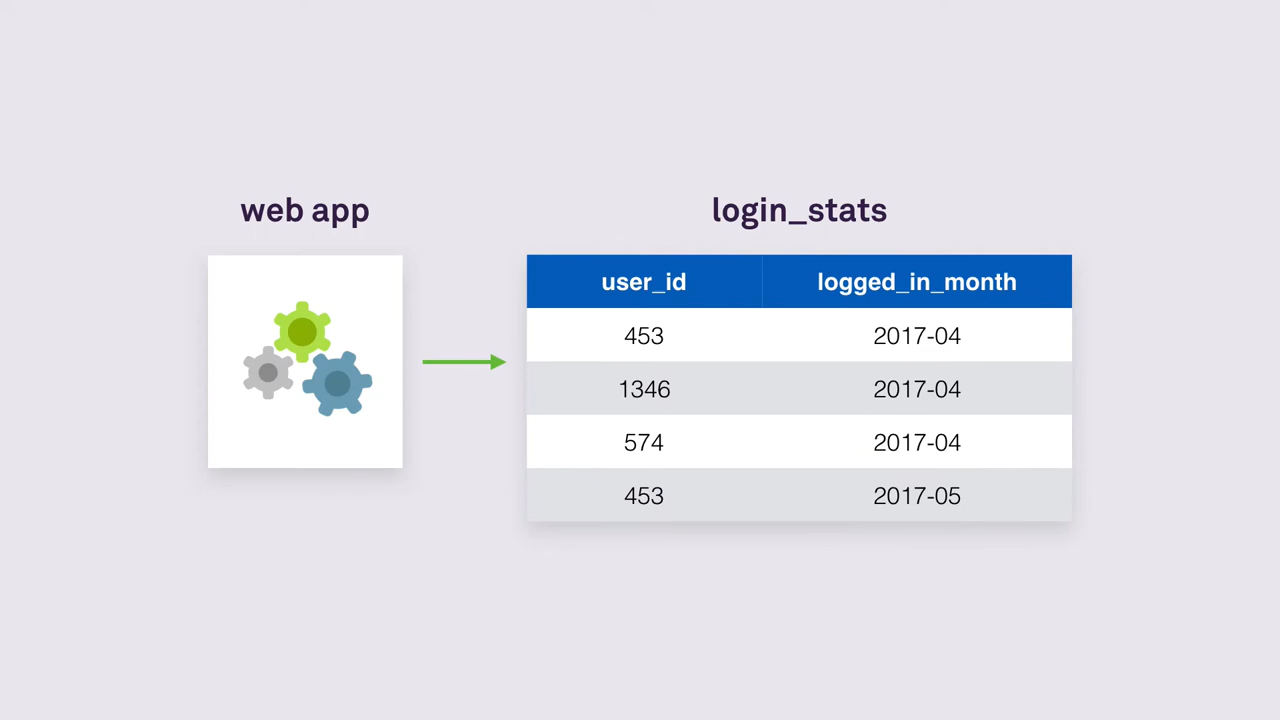 web app
login_stats
user_id logged_in_month
453 2017-04
1346 2017-04
574 2017-04
453 2017-05